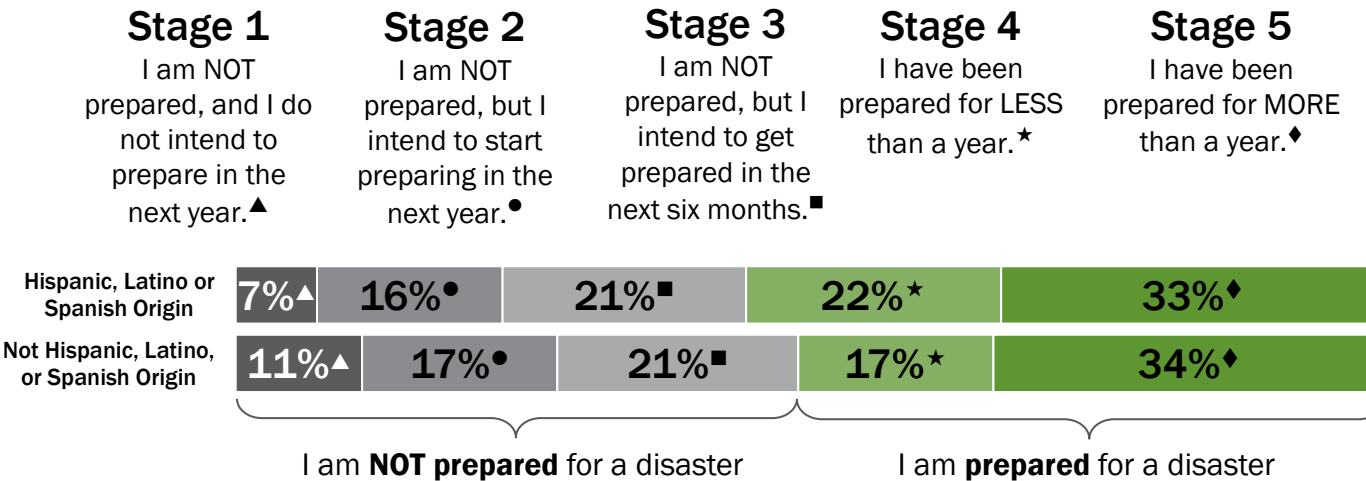 Stage 1
I am NOT
prepared, and I do
not intend to
prepare in the
next year.▲
Stage 2
I am NOT
prepared, but I
intend to start
preparing in the
next year.●
Stage 3
I am NOT
prepared, but I
intend to get
prepared in the
next six months.■
Stage 4
I have been
prepared for LESS
than a year.★
Stage 5
I have been
prepared for MORE
than a year.♦
Hispanic, Latino or
Spanish Origin
7%▲ 16%● 21%■ 22%★ 33%♦
Not Hispanic, Latino,
or Spanish Origin
11%▲ 17%● 21%■ 17%★ 34%♦
I am NOT prepared for a disaster
I am prepared for a disaster